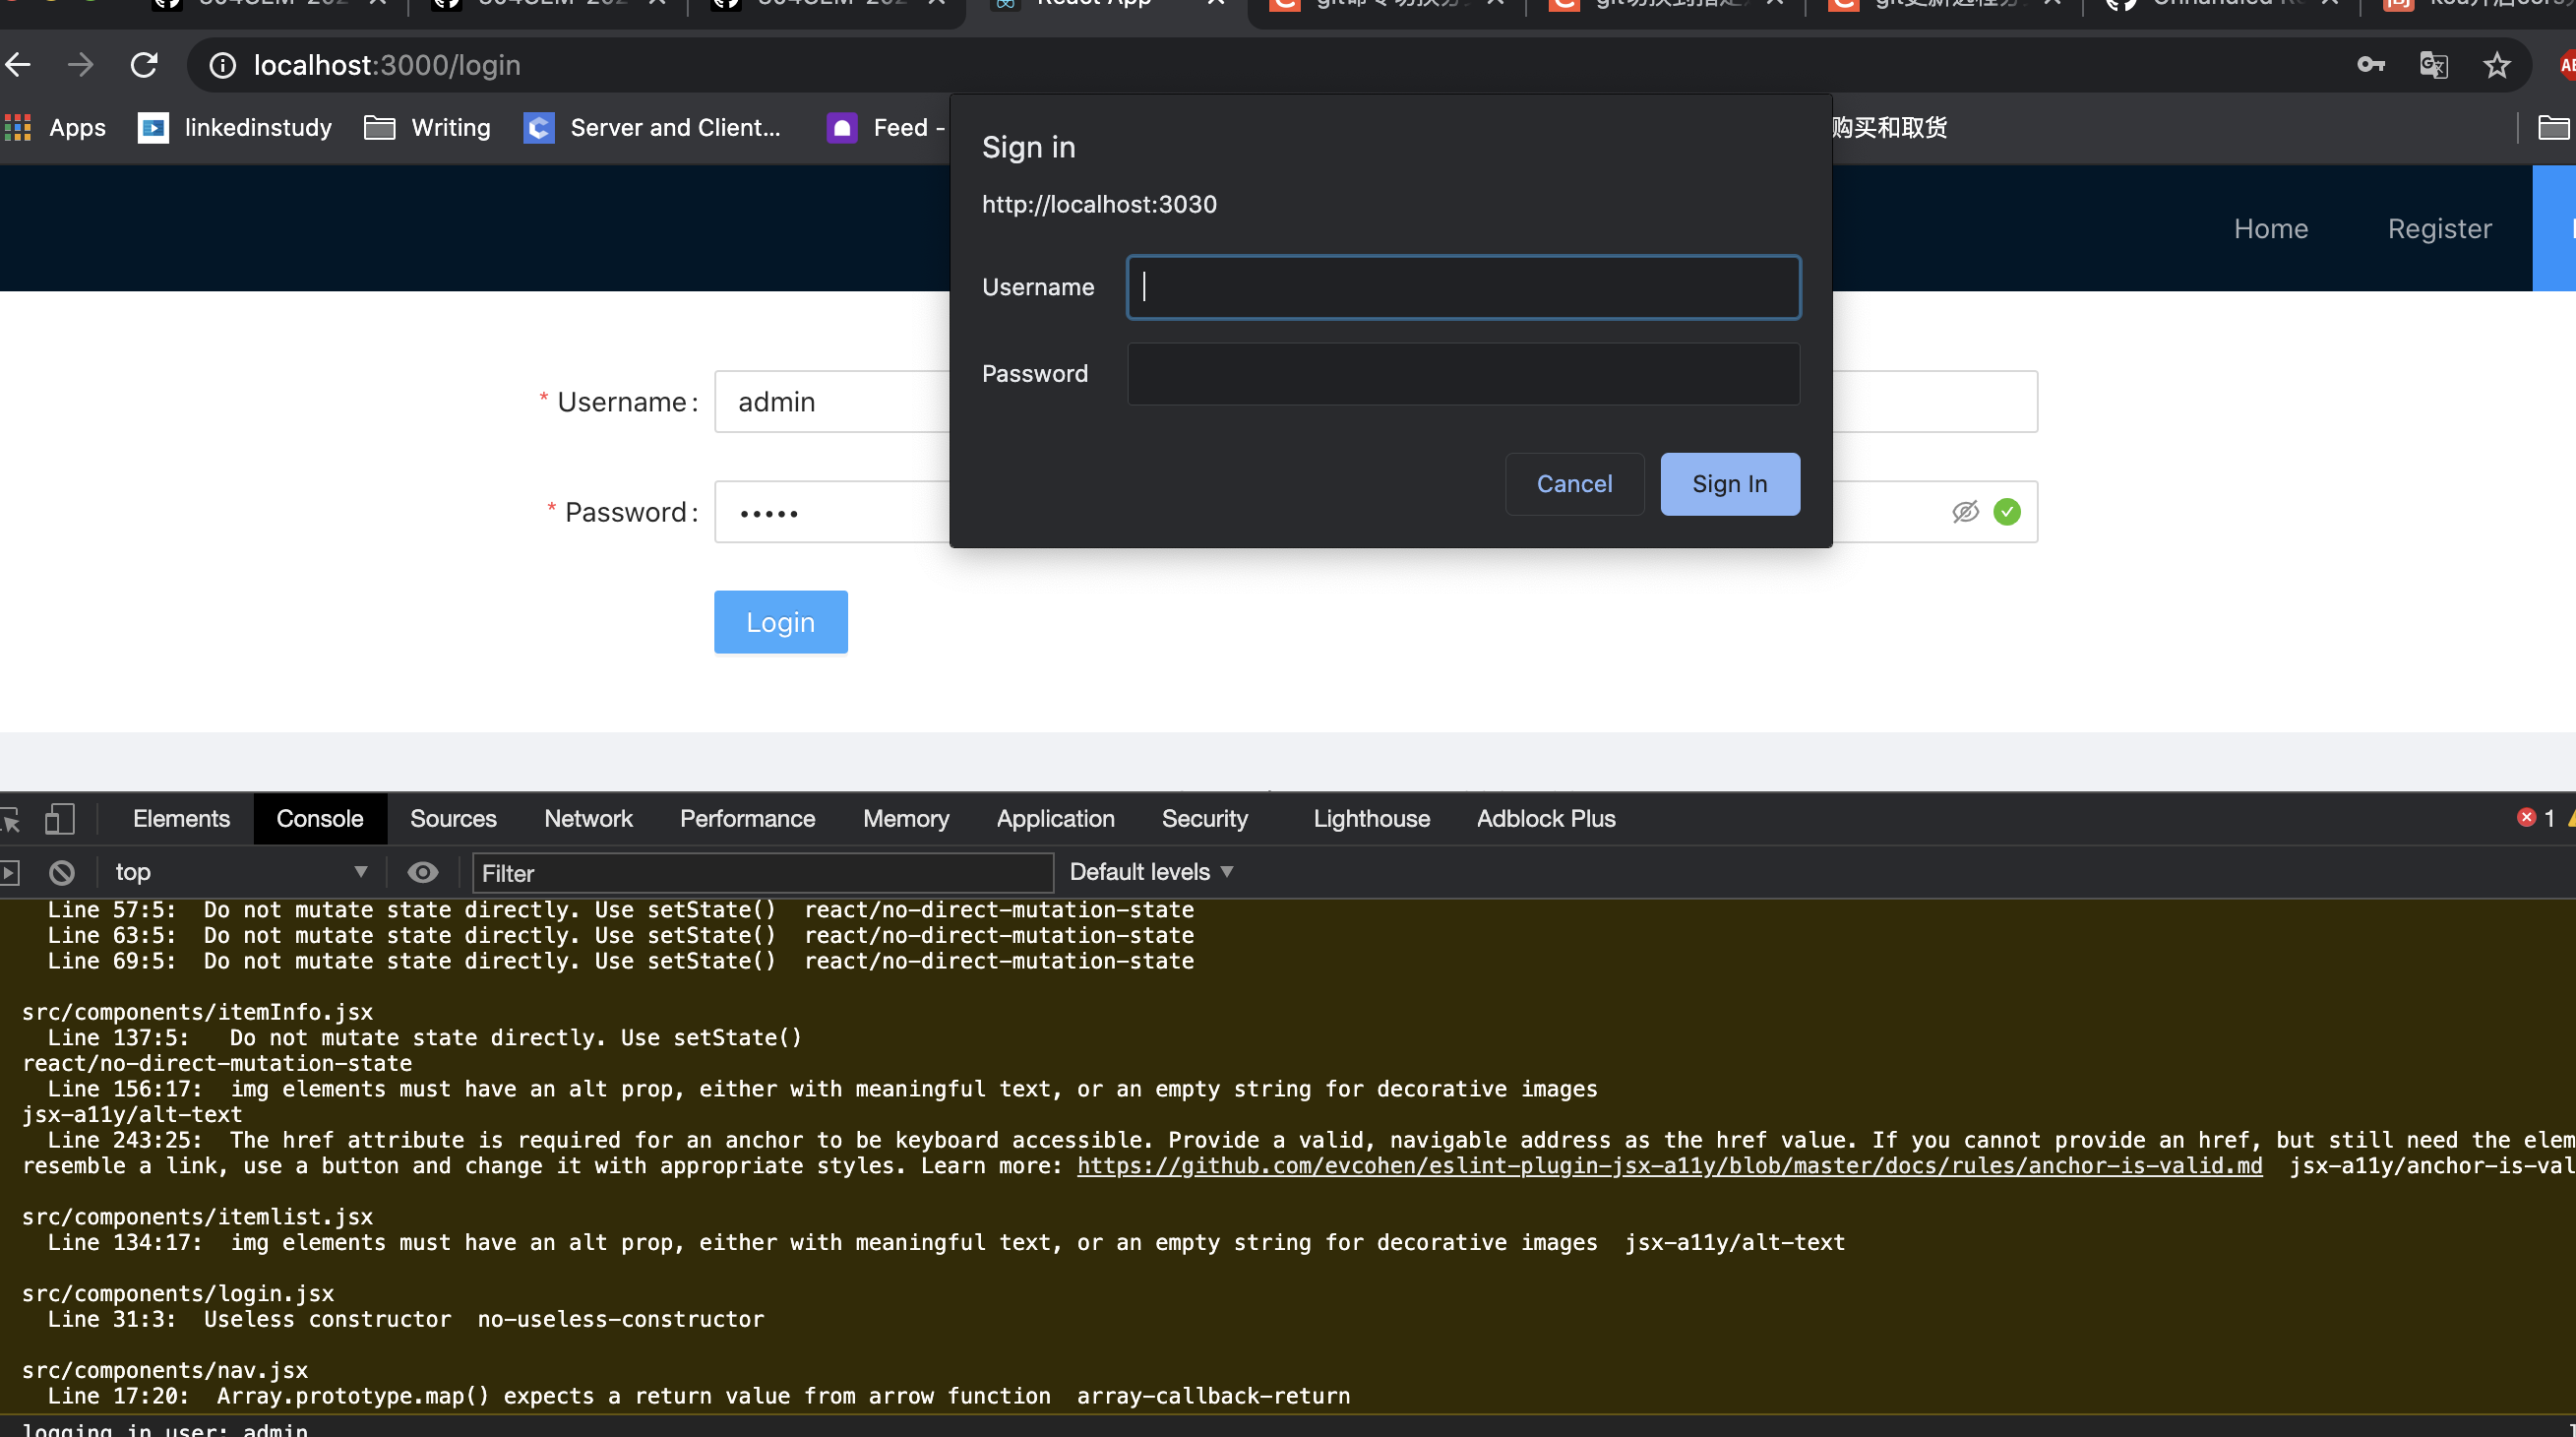 React App
localhost:3000/login
Apps
linkedinstudy
Writing
Server and Client...
Feed -
购买和取货
Sign in
http://localhost:3030
Username
Password
Cancel
Sign In
Home
Register
* Username:
admin
* Password:
•••••
Login
Elements
Console
Sources
Network
Performance
Memory
Application
Security
Lighthouse
Adblock Plus
1
top
Filter
Default levels
Line 57:5: Do not mutate state directly. Use setState() react/no-direct-mutation-state
Line 63:5: Do not mutate state directly. Use setState() react/no-direct-mutation-state
Line 69:5: Do not mutate state directly. Use setState() react/no-direct-mutation-state
src/components/itemInfo.jsx
Line 137:5: Do not mutate state directly. Use setState()
react/no-direct-mutation-state
Line 156:17: img elements must have an alt prop, either with meaningful text, or an empty string for decorative images
jsx-a11y/alt-text
Line 243:25: The href attribute is required for an anchor to be keyboard accessible. Provide a valid, navigable address as the href value. If you cannot provide an href, but still need the elem
resemble a link, use a button and change it with appropriate styles. Learn more: https://github.com/evcohen/eslint-plugin-jsx-a11y/blob/master/docs/rules/anchor-is-valid.md jsx-a11y/anchor-is-val
src/components/itemlist.jsx
Line 134:17: img elements must have an alt prop, either with meaningful text, or an empty string for decorative images jsx-a11y/alt-text
src/components/login.jsx
Line 31:3: Useless constructor no-useless-constructor
src/components/nav.jsx
Line 17:20: Array.prototype.map() expects a return value from arrow function array-callback-return
logging in user: admin